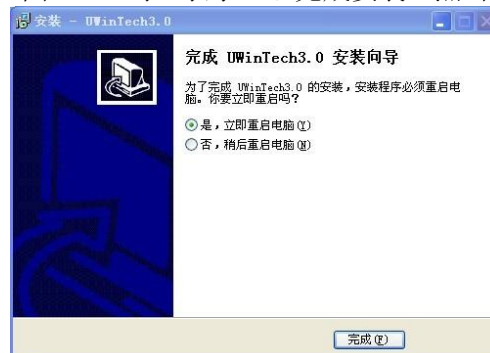 安装 - UWinTech3.0
完成 UWinTech3.0 安装向导
为了完成 UWinTech3.0 的安装，安装程序必须重启电
脑。你要立即重启吗？
是，立即重启电脑(Y)
否，稍后重启电脑(N)
完成(F)